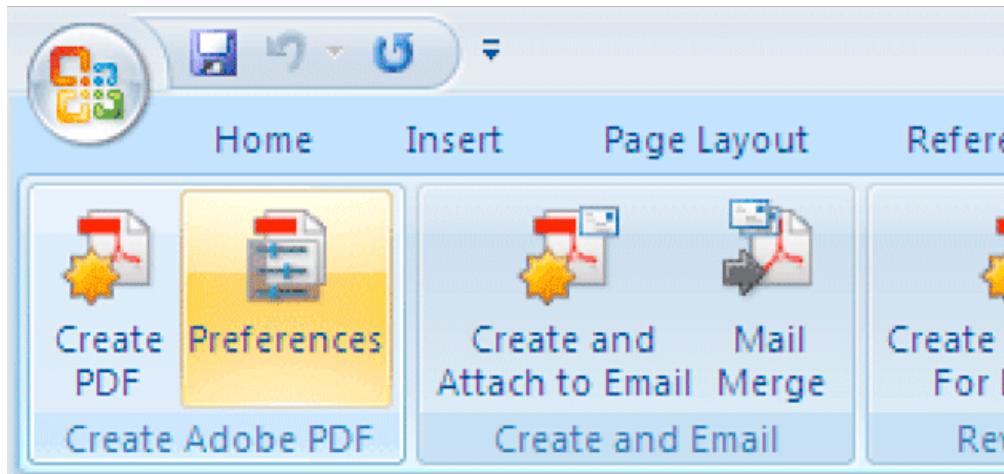 Home Insert Page Layout
Create PDF
Preferences
Create and
Attach to Email
Mail
Merge
Create
For
Create Adobe PDF
Create and Email